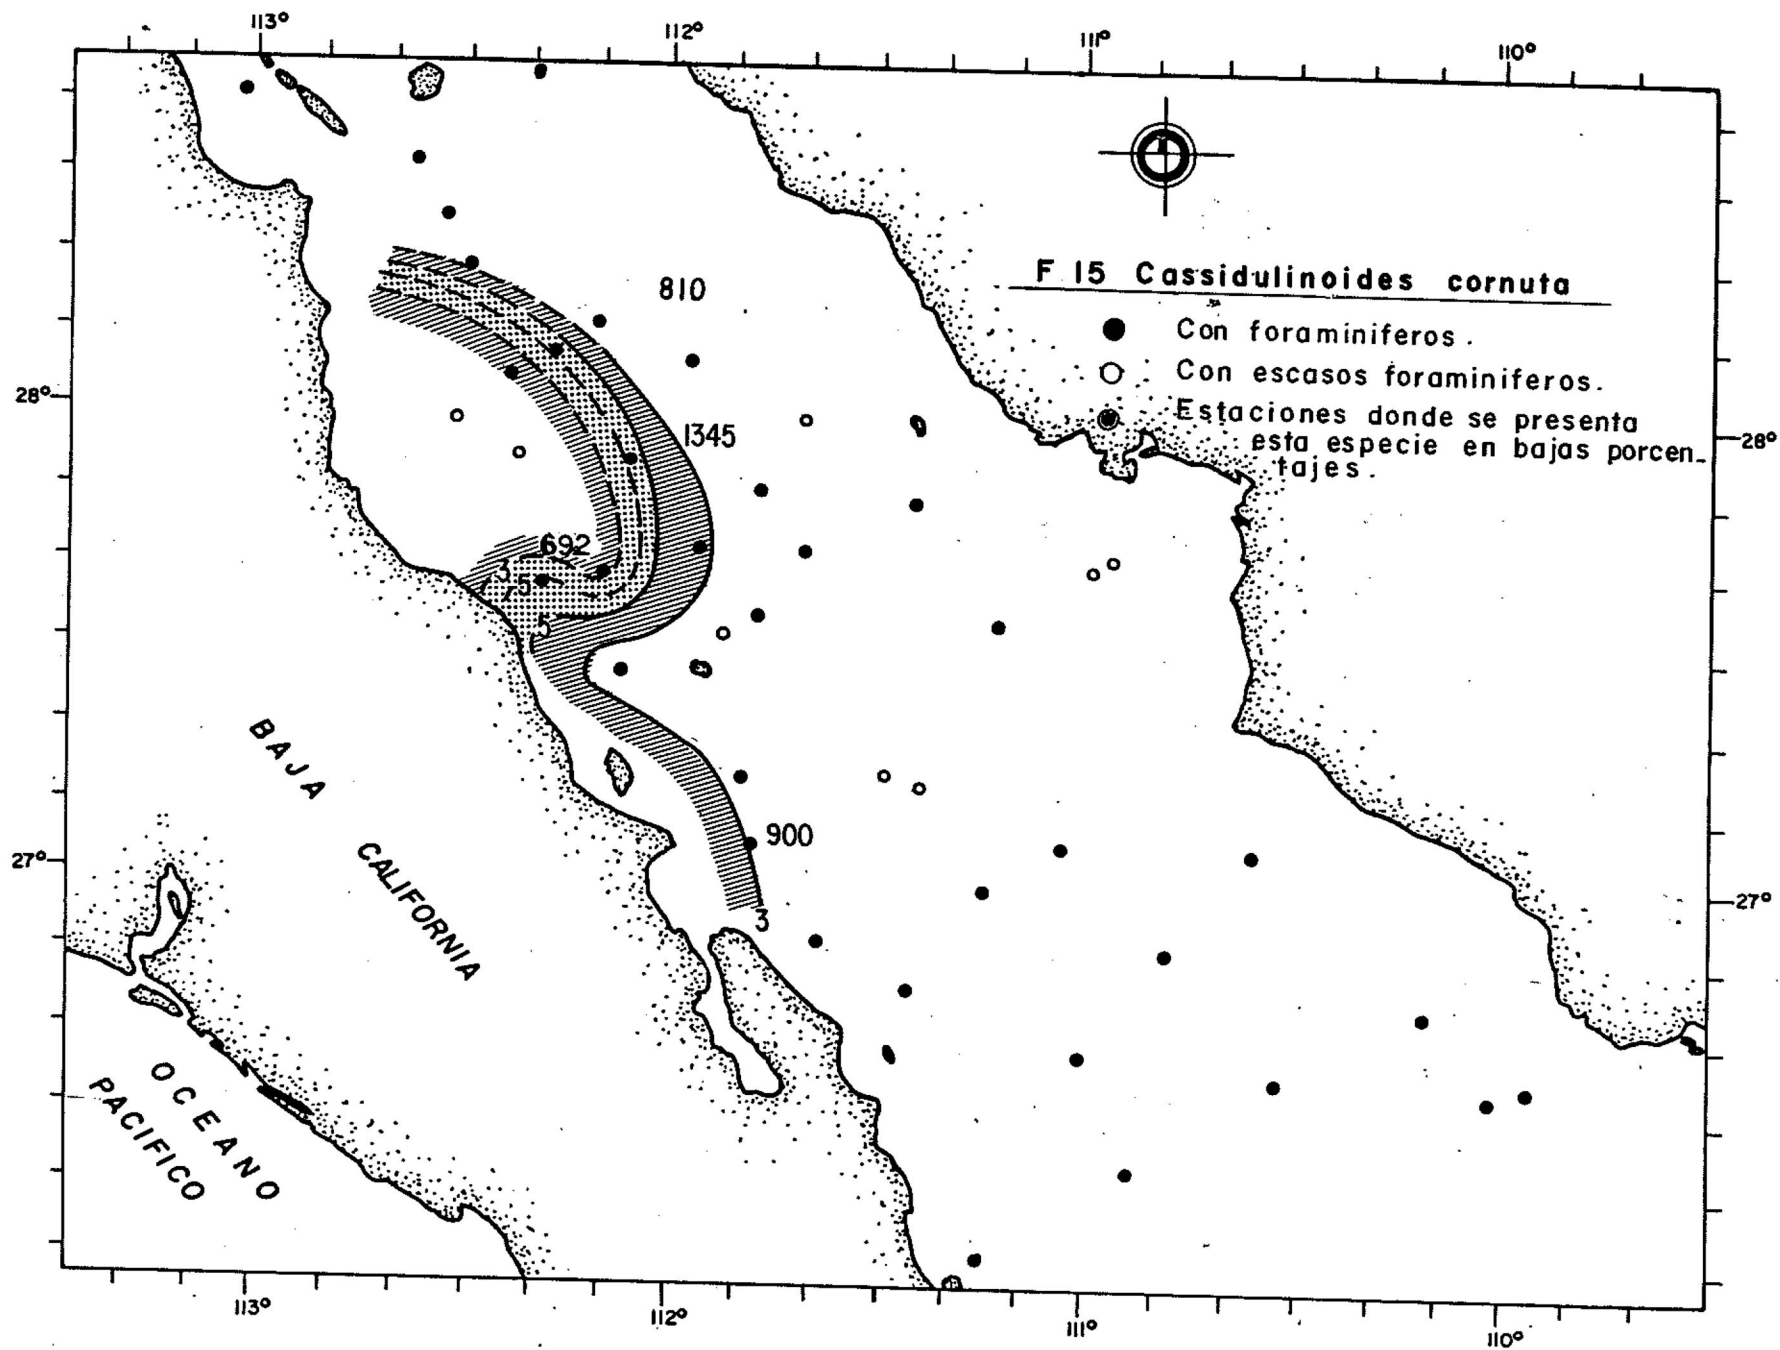 113°
112°
111°
110°
F 15 Cassidulinoides cornuta
810
Con foraminiferos.
Con escasos foraminiferos.
28°
Estaciones donde se presenta
esta especie en bajas porcen-
tajes.
28°
1345
692
3
5
5
BAJA
CALIFORNIA
900
27°
27°
3
OCEANO
PACIFICO
113°
112°
111°
110°